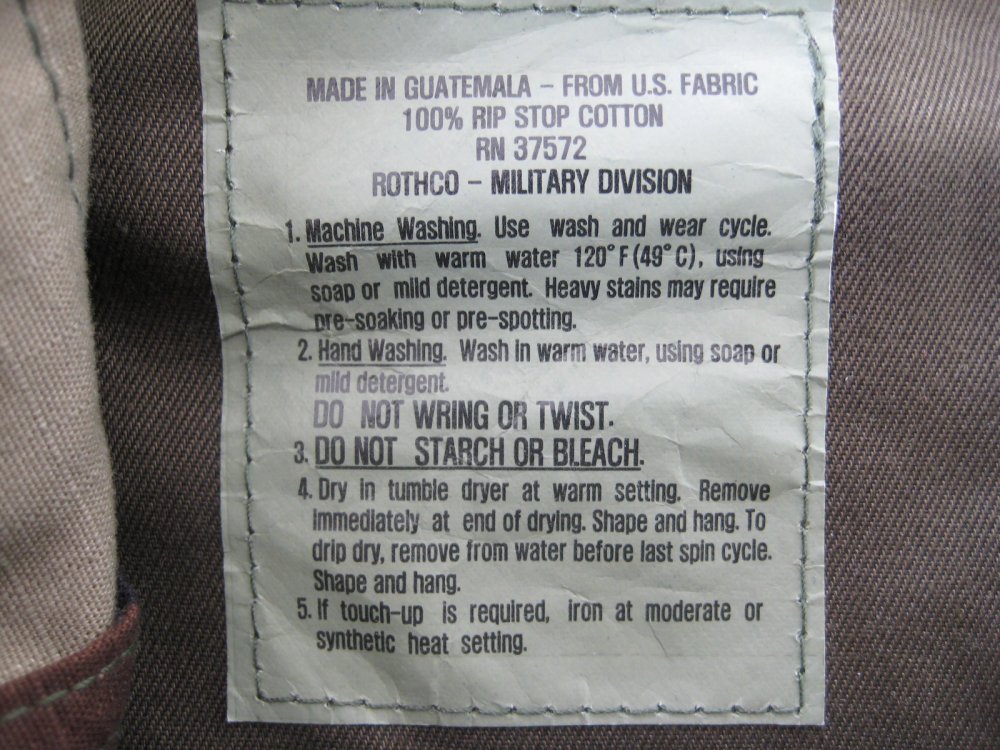 MADE IN GUATEMALA – FROM U.S. FABRIC
100% RIP STOP COTTON
RN 37572
ROTHCO – MILITARY DIVISION
1. Machine Washing. Use wash and wear cycle.
Wash with warm water 120°F(49°C), using
soap or mild detergent. Heavy stains may require
pre-soaking or pre-spotting.
2. Hand Washing. Wash in warm water, using soap or
mild detergent.
DO NOT WRING OR TWIST.
3. DO NOT STARCH OR BLEACH.
4. Dry in tumble dryer at warm setting. Remove
immediately at end of drying. Shape and hang. To
drip dry, remove from water before last spin cycle.
Shape and hang.
5. If touch-up is required, iron at moderate or
synthetic heat setting.